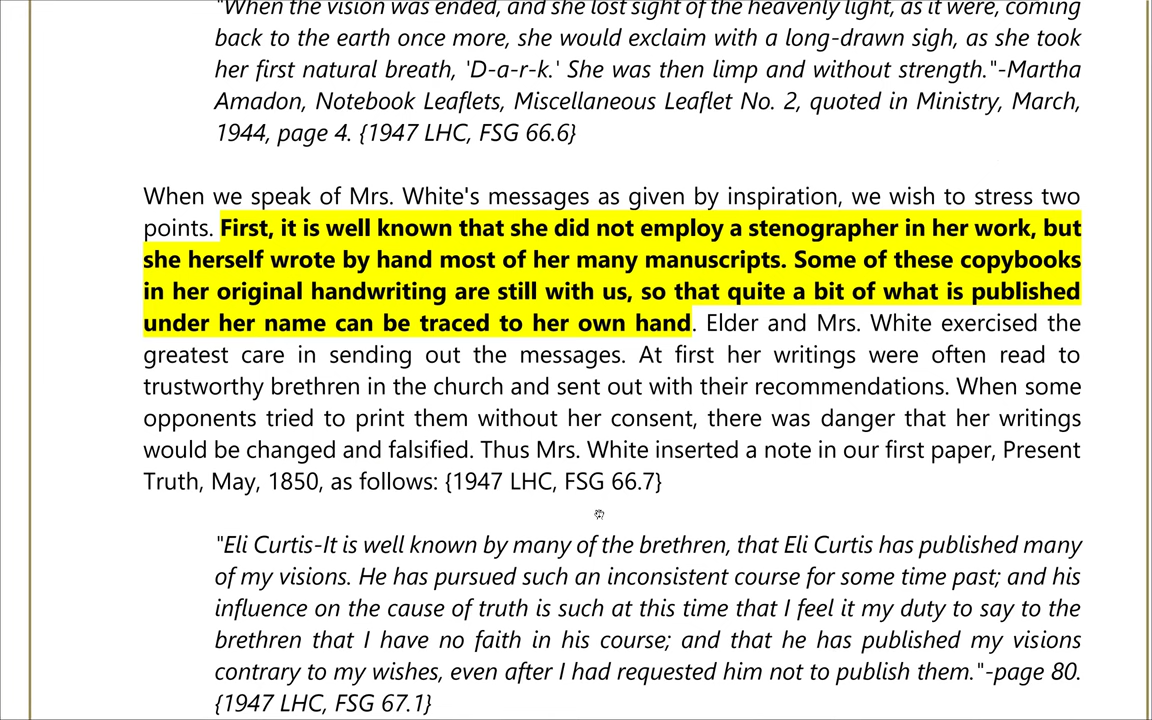 "When the vision was ended, and she lost sight of the heavenly light, as it were, coming
back to the earth once more, she would exclaim with a long-drawn sigh, as she took
her first natural breath, 'D-a-r-k.' She was then limp and without strength."-Martha
Amadon, Notebook Leaflets, Miscellaneous Leaflet No. 2, quoted in Ministry, March,
1944, page 4. {1947 LHC, FSG 66.6}
When we speak of Mrs. White's messages as given by inspiration, we wish to stress two
points. First, it is well known that she did not employ a stenographer in her work, but
she herself wrote by hand most of her many manuscripts. Some of these copybooks
in her original handwriting are still with us, so that quite a bit of what is published
under her name can be traced to her own hand. Elder and Mrs. White exercised the
greatest care in sending out the messages. At first her writings were often read to
trustworthy brethren in the church and sent out with their recommendations. When some
opponents tried to print them without her consent, there was danger that her writings
would be changed and falsified. Thus Mrs. White inserted a note in our first paper, Present
Truth, May, 1850, as follows: {1947 LHC, FSG 66.7}
"Eli Curtis-It is well known by many of the brethren, that Eli Curtis has published many
of my visions. He has pursued such an inconsistent course for some time past; and his
influence on the cause of truth is such at this time that I feel it my duty to say to the
brethren that I have no faith in his course; and that he has published my visions
contrary to my wishes, even after I had requested him not to publish them."-page 80.
{1947 LHC, FSG 67.1}